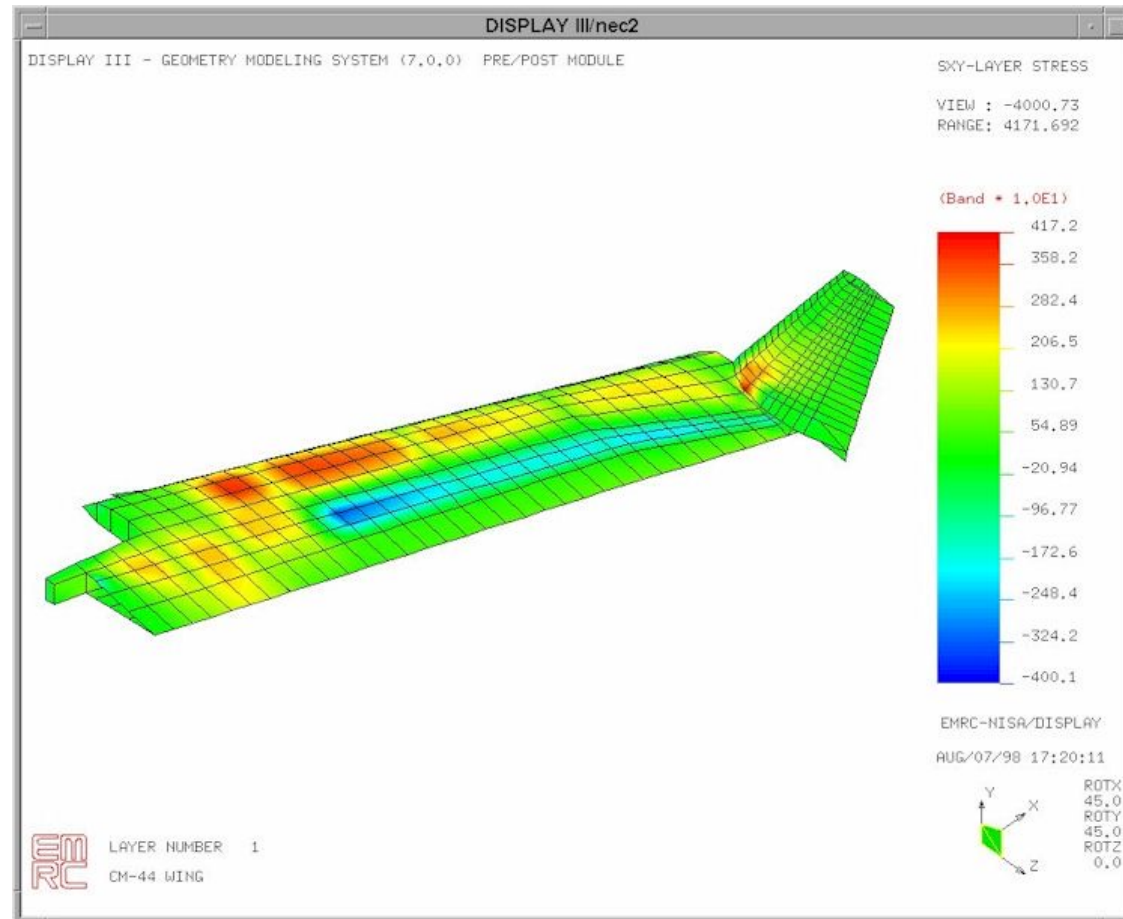 DISPLAY III/nec2
DISPLAY III - GEOMETRY MODELING SYSTEM (7.0.0) PRE/POST MODULE
SXY-LAYER STRESS
VIEW : -4000.73
RANGE: 4171.692
(Band * 1.0E1)
417.2
358.2
282.4
206.5
130.7
54.89
-20.94
-96.77
-172.6
-248.4
-324.2
-400.1
EMRC-NISA/DISPLAY
AUG/07/98 17:20:11
Y
X
Z
ROTX
45.0
ROTY
45.0
ROTZ
0.0
EMRC
LAYER NUMBER 1
CM-44 WING